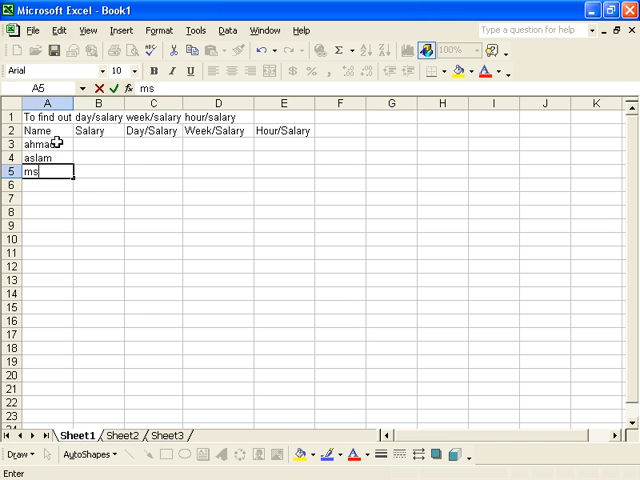 Microsoft Excel - Book1
File Edit View Insert Format Tools Data Window Help Type a question for help
Σ 100%
Arial 10 B I U $ % , A
A5 fx ms
A B C D E F G H I J K
1 To find out day/salary week/salary hour/salary
2 Name Salary Day/Salary Week/Salary Hour/Salary
3 ahmad
4 aslam
5 ms
6
7
8
9
10
11
12
13
14
15
16
17
18
19
20
21
22
23
Sheet1 Sheet2 Sheet3
Draw AutoShapes A A
Enter